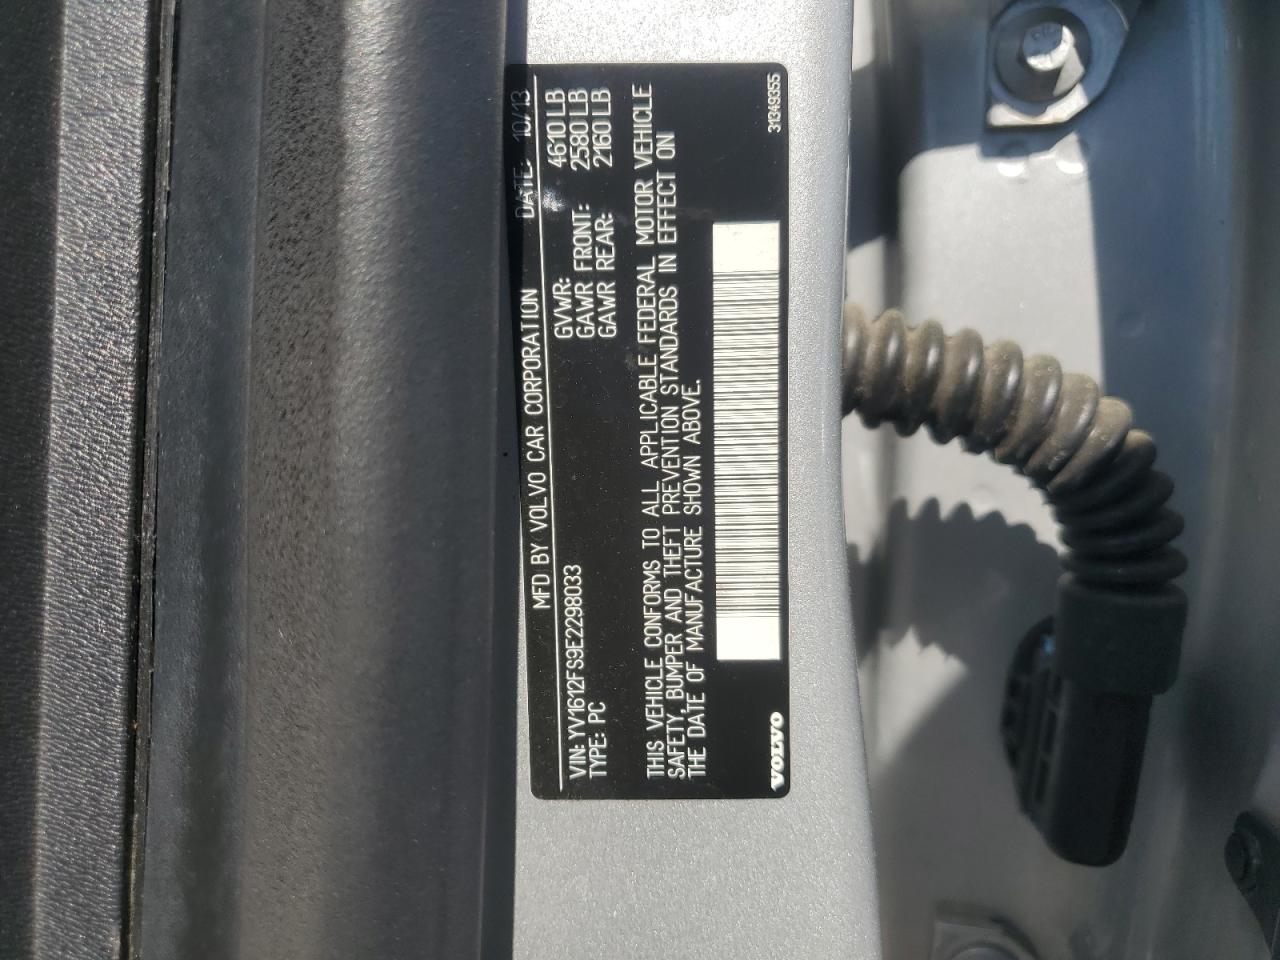 MFD BY VOLVO CAR CORPORATION DATE: 10/13
VIN: YV1612FS9E2298033 GVWR: 4610 LB
TYPE: PC GAWR FRONT: 2580 LB
GAWR REAR: 2160 LB
THIS VEHICLE CONFORMS TO ALL APPLICABLE FEDERAL MOTOR VEHICLE
SAFETY, BUMPER AND THEFT PREVENTION STANDARDS IN EFFECT ON
THE DATE OF MANUFACTURE SHOWN ABOVE.
VOLVO 31349355